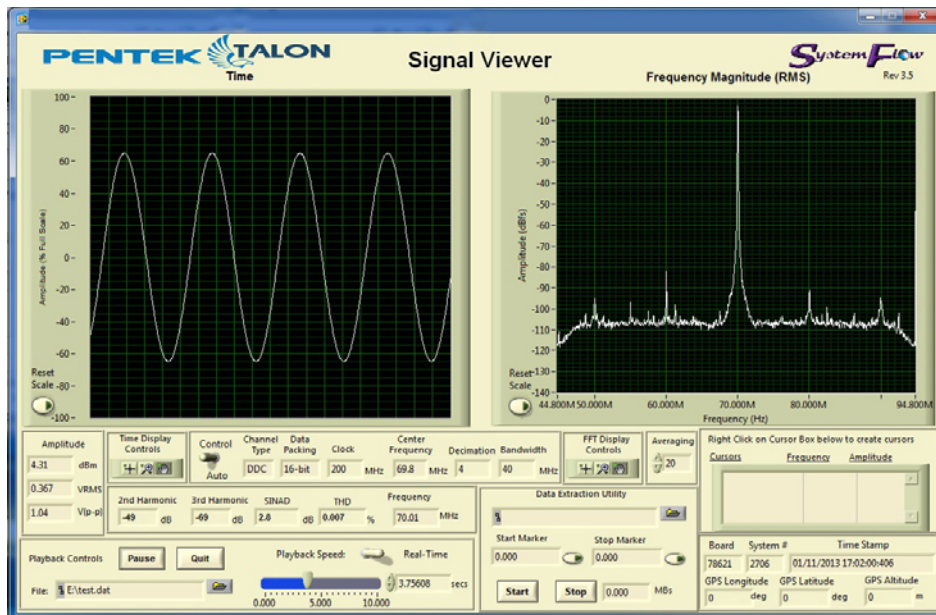 PENTEK TALON
Signal Viewer
SystemFlow
Rev 3.5
Time
Frequency Magnitude (RMS)
Amplitude (% Full Scale)
100
80
60
40
20
0
-20
-40
-60
-80
-100
Reset
Scale
Amplitude (dBfs)
0
-10
-20
-30
-40
-50
-60
-70
-80
-90
-100
-110
-120
-130
-140
Reset
Scale
44.800M 50.000M 60.000M 70.000M 80.000M 94.800M
Frequency (Hz)
Amplitude
4.31 dBm
0.367 VRMS
1.04 V(p-p)
Time Display
Controls
Control
Auto
Channel Type
DDC
Data Packing
16-bit
Clock
200 MHz
Center Frequency
69.8 MHz
Decimation
4
Bandwidth
40 MHz
FFT Display
Controls
Averaging
20
2nd Harmonic
-49 dB
3rd Harmonic
-69 dB
SINAD
2.8 dB
THD
0.007 %
Frequency
70.01 MHz
Right Click on Cursor Box below to create cursors
Cursors Frequency Amplitude
Data Extraction Utility
Start Marker
0.000
Stop Marker
0.000
Start Stop 0.000 MBs
Playback Controls Pause Quit
File: E:\test.dat
Playback Speed: Real-Time
0.000 5.000 10.000
3.75608 secs
Board System # Time Stamp
78621 2706 01/11/2013 17:02:00:406
GPS Longitude GPS Latitude GPS Altitude
0 deg 0 deg 0 m